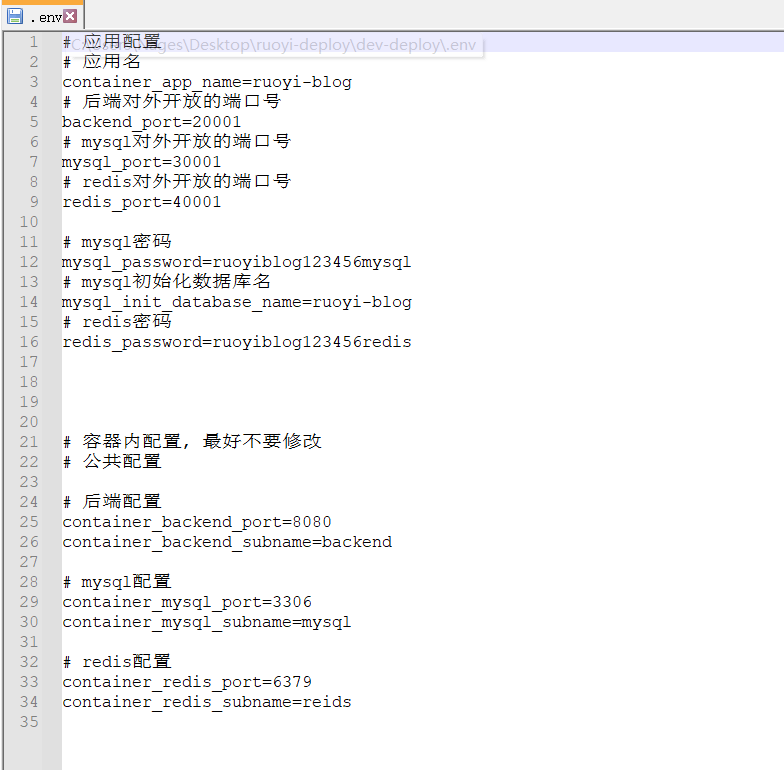 .env
1 # 应用配置
2 # 应用名
3 container_app_name=ruoyi-blog
4 # 后端对外开放的端口号
5 backend_port=20001
6 # mysql对外开放的端口号
7 mysql_port=30001
8 # redis对外开放的端口号
9 redis_port=40001
10
11 # mysql密码
12 mysql_password=ruoyiblog123456mysql
13 # mysql初始化数据库名
14 mysql_init_database_name=ruoyi-blog
15 # redis密码
16 redis_password=ruoyiblog123456redis
17
18
19
20
21 # 容器内配置，最好不要修改
22 # 公共配置
23
24 # 后端配置
25 container_backend_port=8080
26 container_backend_subname=backend
27
28 # mysql配置
29 container_mysql_port=3306
30 container_mysql_subname=mysql
31
32 # redis配置
33 container_redis_port=6379
34 container_redis_subname=reids
35